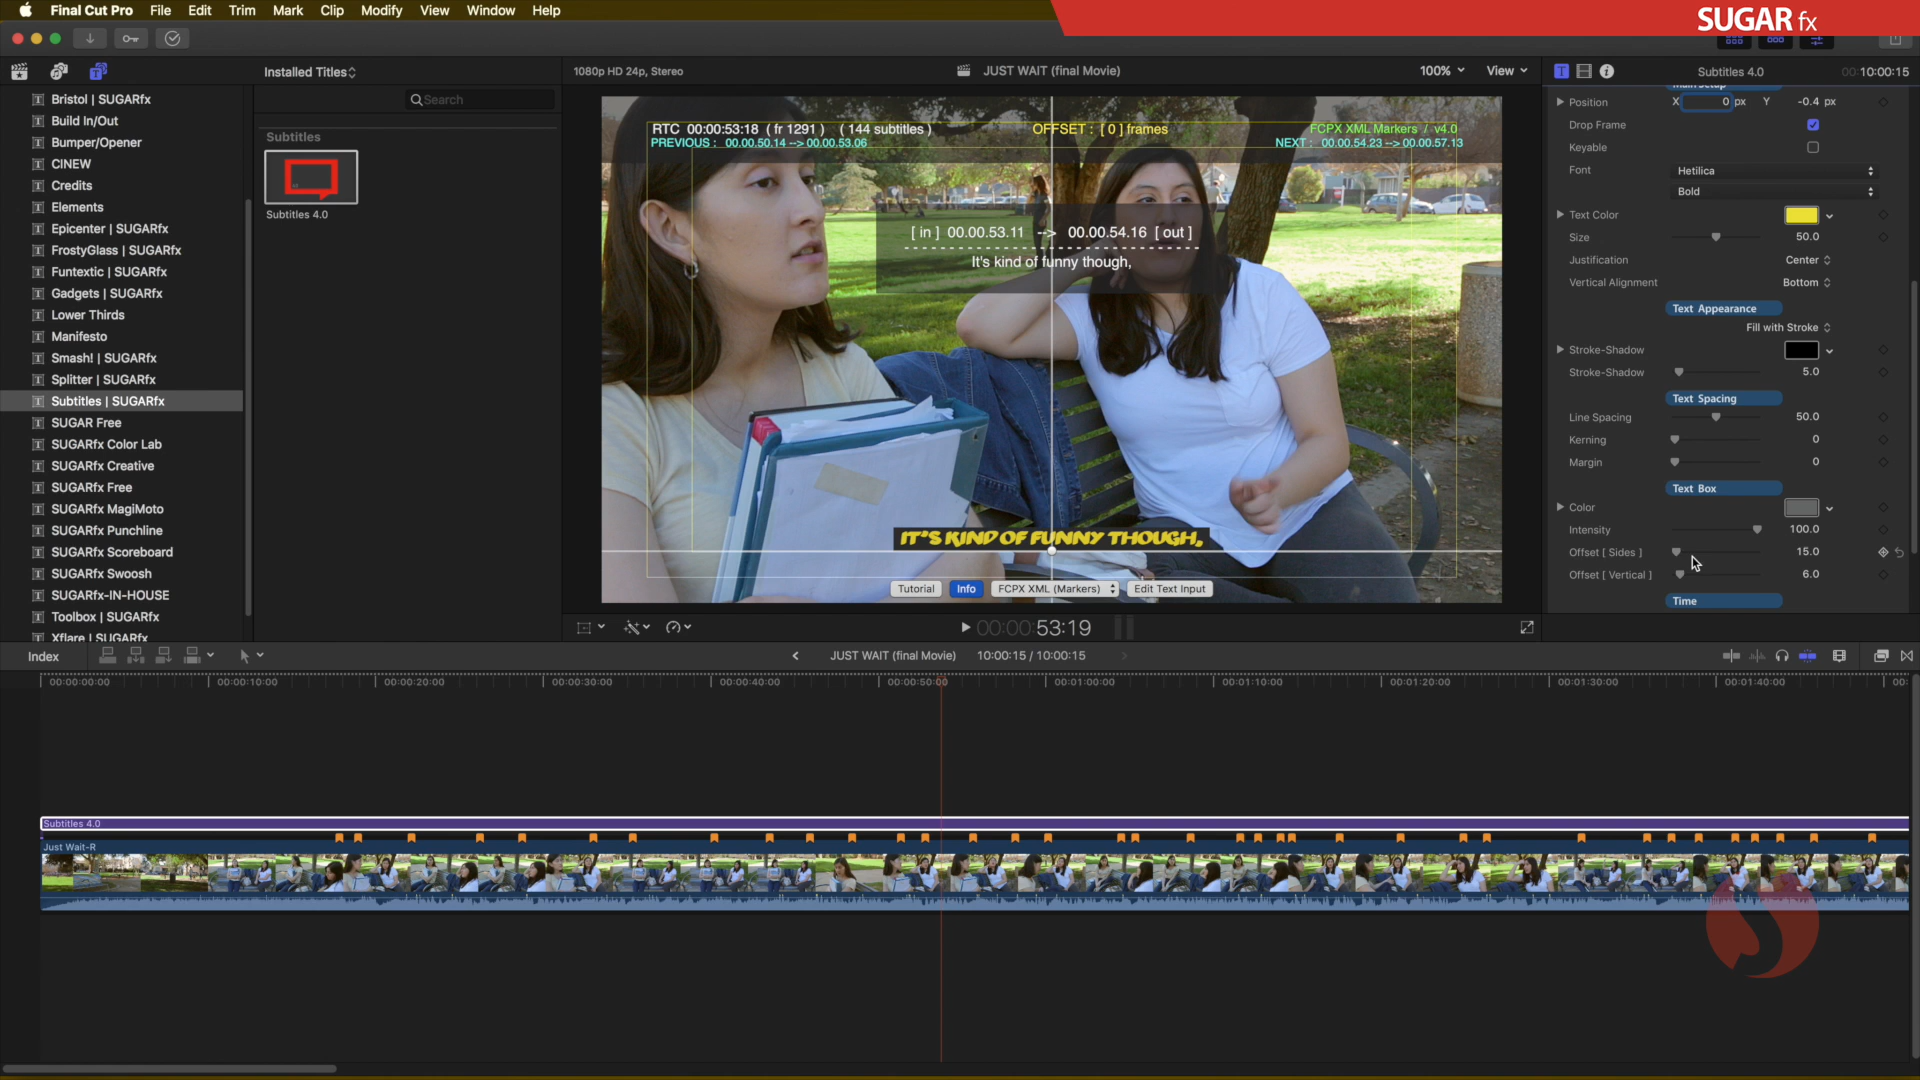 Final Cut Pro File Edit Trim Mark Clip Modify View Window Help
SUGAR fx
Installed Titles
1080p HD 24p, Stereo
JUST WAIT (final Movie)
100%
View
Subtitles 4.0
00:10:00:15
Search
Bristol | SUGARfx
Build In/Out
Bumper/Opener
CINEW
Credits
Elements
Epicenter | SUGARfx
FrostyGlass | SUGARfx
Funtextic | SUGARfx
Gadgets | SUGARfx
Lower Thirds
Manifesto
Smash! | SUGARfx
Splitter | SUGARfx
Subtitles | SUGARfx
SUGAR Free
SUGARfx Color Lab
SUGARfx Creative
SUGARfx Free
SUGARfx MagiMoto
SUGARfx Punchline
SUGARfx Scoreboard
SUGARfx Swoosh
SUGARfx-IN-HOUSE
Toolbox | SUGARfx
Xflare | SUGARfx
Subtitles
Subtitles 4.0
RTC 00:00:53:18 ( fr 1291 ) ( 144 subtitles )
OFFSET : [ 0 ] frames
FCPX XML Markers / v4.0
PREVIOUS : 00.00.50.14 --> 00.00.53.06
NEXT : 00.00.54.23 --> 00.00.57.13
[ in ] 00.00.53.11 --> 00.00.54.16 [ out ]
It's kind of funny though,
IT'S KIND OF FUNNY THOUGH,
Tutorial
Info
FCPX XML (Markers)
Edit Text Input
00:00:53:19
Main Setup
Position X 0 px Y -0.4 px
Drop Frame
Keyable
Font Hetilica
Bold
Text Color
Size 50.0
Justification Center
Vertical Alignment Bottom
Text Appearance
Fill with Stroke
Stroke-Shadow
Stroke-Shadow 5.0
Text Spacing
Line Spacing 50.0
Kerning 0
Margin 0
Text Box
Color
Intensity 100.0
Offset [ Sides ] 15.0
Offset [ Vertical ] 6.0
Time
Index
JUST WAIT (final Movie)
10:00:15 / 10:00:15
00:00:00:00
00:00:10:00
00:00:20:00
00:00:30:00
00:00:40:00
00:00:50:00
00:01:00:00
00:01:10:00
00:01:20:00
00:01:30:00
00:01:40:00
00:
Subtitles 4.0
Just Wait-R